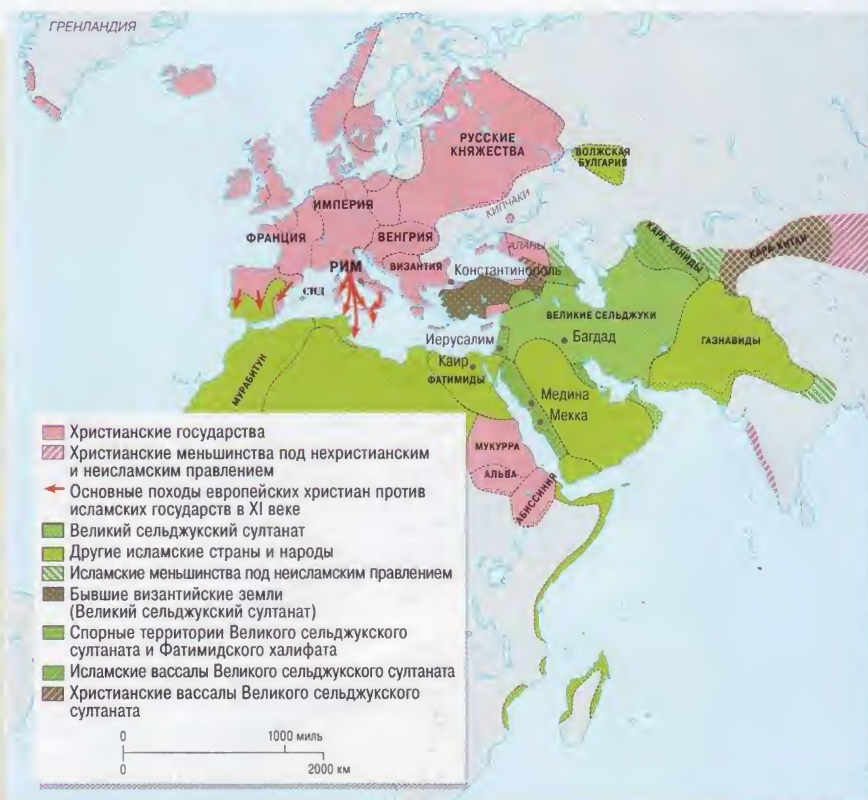 ГРЕНЛАНДИЯ
РУССКИЕ
КНЯЖЕСТВА
ВОЛЖСКАЯ
БУЛГАРИЯ
ИМПЕРИЯ
КИПЧАКИ
ФРАНЦИЯ
ВЕНГРИЯ
АЛАНЫ
КАРА-ХАНИДЫ
КАРА-КИТАИ
РИМ
ВИЗАНТИЯ
Константинополь
СИД
ВЕЛИКИЕ СЕЛЬДЖУКИ
Иерусалим
Багдад
ГАЗНАВИДЫ
Каир
ФАТИМИДЫ
МУРАБИТУН
Медина
Мекка
МУКУРРА
АЛЬВА
АБИССИНИЯ
Христианские государства
Христианские меньшинства под нехристианским
и неисламским правлением
Основные походы европейских христиан против
исламских государств в XI веке
Великий сельджукский султанат
Другие исламские страны и народы
Исламские меньшинства под неисламским правлением
Бывшие византийские земли
(Великий сельджукский султанат)
Спорные территории Великого сельджукского
султаната и Фатимидского халифата
Исламские вассалы Великого сельджукского султаната
Христианские вассалы Великого сельджукского
султаната
0 1000 миль
0 2000 км